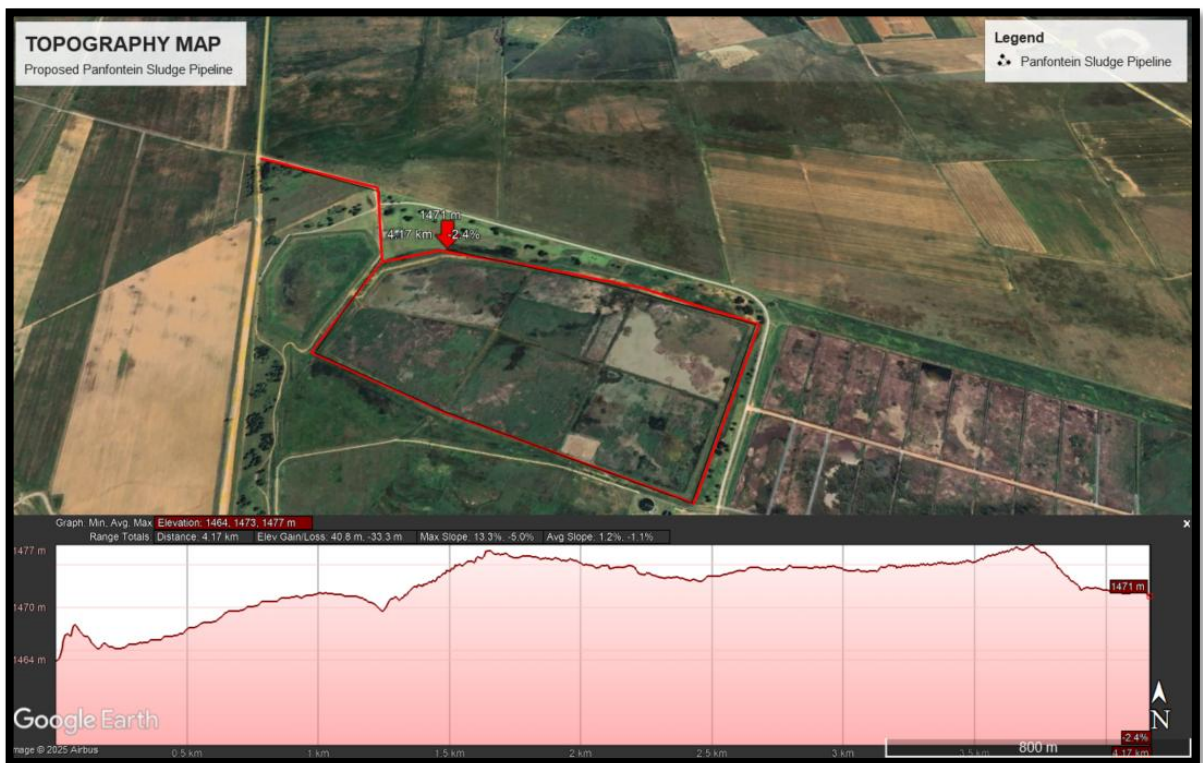 TOPOGRAPHY MAP
Proposed Panfontein Sludge Pipeline
Legend
Panfontein Sludge Pipeline
1471 m
4.17 km -2.4%
Graph: Min, Avg, Max Elevation: 1464, 1473, 1477 m
Range Totals: Distance: 4.17 km Elev Gain/Loss: 40.8 m, -33.3 m Max Slope: 13.3%, -5.0% Avg Slope: 1.2%, -1.1%
1477 m
1471 m
1470 m
1464 m
Google Earth
N
-2.4%
mage © 2025 Airbus
0.5 km 1 km 1.5 km 2 km 2.5 km 3 km 3.5 km 4.17 km
800 m